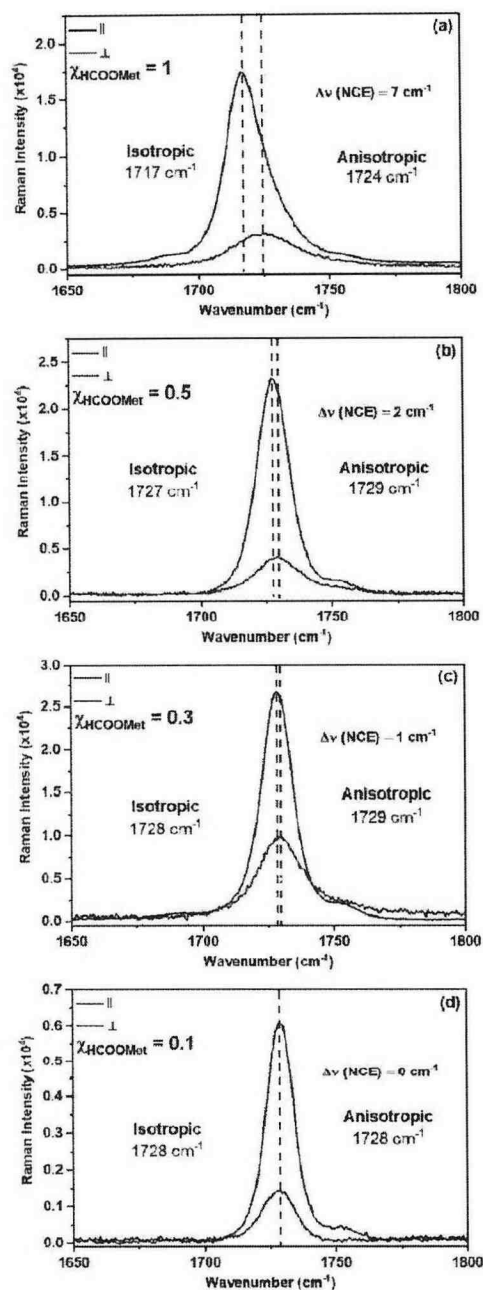 (a)
||
⊥
χHCOOMet = 1
Δν (NCE) = 7 cm⁻¹
Isotropic
1717 cm⁻¹
Anisotropic
1724 cm⁻¹
Raman Intensity (x10⁴)
2.0
1.5
1.0
0.5
0.0
1650
1700
1750
1800
Wavenumber (cm⁻¹)
(b)
||
⊥
χHCOOMet = 0.5
Δν (NCE) = 2 cm⁻¹
Isotropic
1727 cm⁻¹
Anisotropic
1729 cm⁻¹
Raman Intensity (x10⁴)
2.5
2.0
1.5
1.0
0.5
0.0
1650
1700
1750
1800
Wavenumber (cm⁻¹)
(c)
||
⊥
χHCOOMet = 0.3
Δν (NCE) = 1 cm⁻¹
Isotropic
1728 cm⁻¹
Anisotropic
1729 cm⁻¹
Raman Intensity (x10⁴)
3.0
2.5
2.0
1.5
1.0
0.5
0.0
1650
1700
1750
1800
Wavenumber (cm⁻¹)
(d)
||
⊥
χHCOOMet = 0.1
Δν (NCE) = 0 cm⁻¹
Isotropic
1728 cm⁻¹
Anisotropic
1728 cm⁻¹
Raman Intensity (x10⁴)
0.7
0.6
0.5
0.4
0.3
0.2
0.1
0.0
1650
1700
1750
1800
Wavenumber (cm⁻¹)